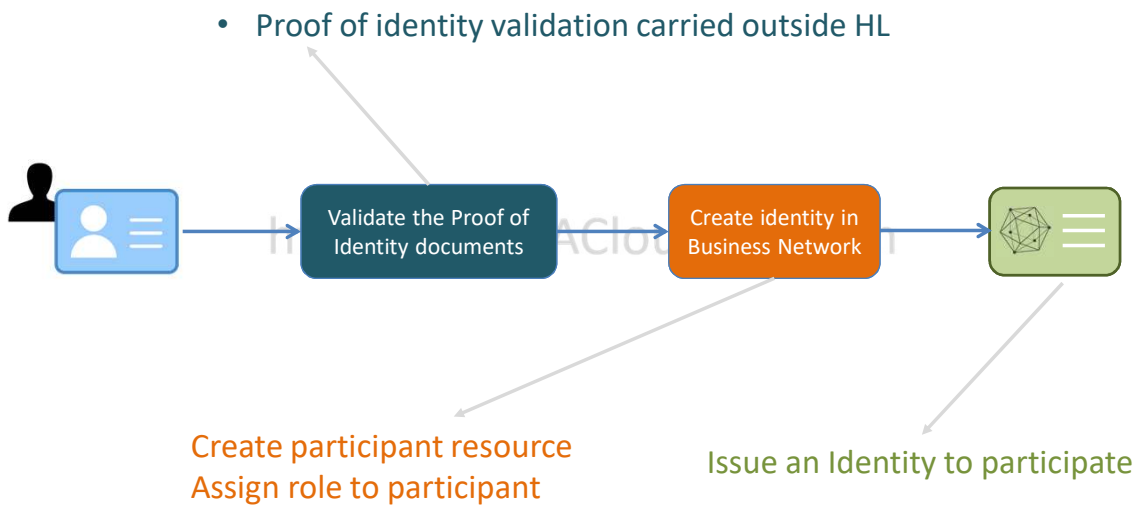 • Proof of identity validation carried outside HL
Validate the Proof of
Identity documents
Create identity in
Business Network
Create participant resource
Assign role to participant
Issue an Identity to participate